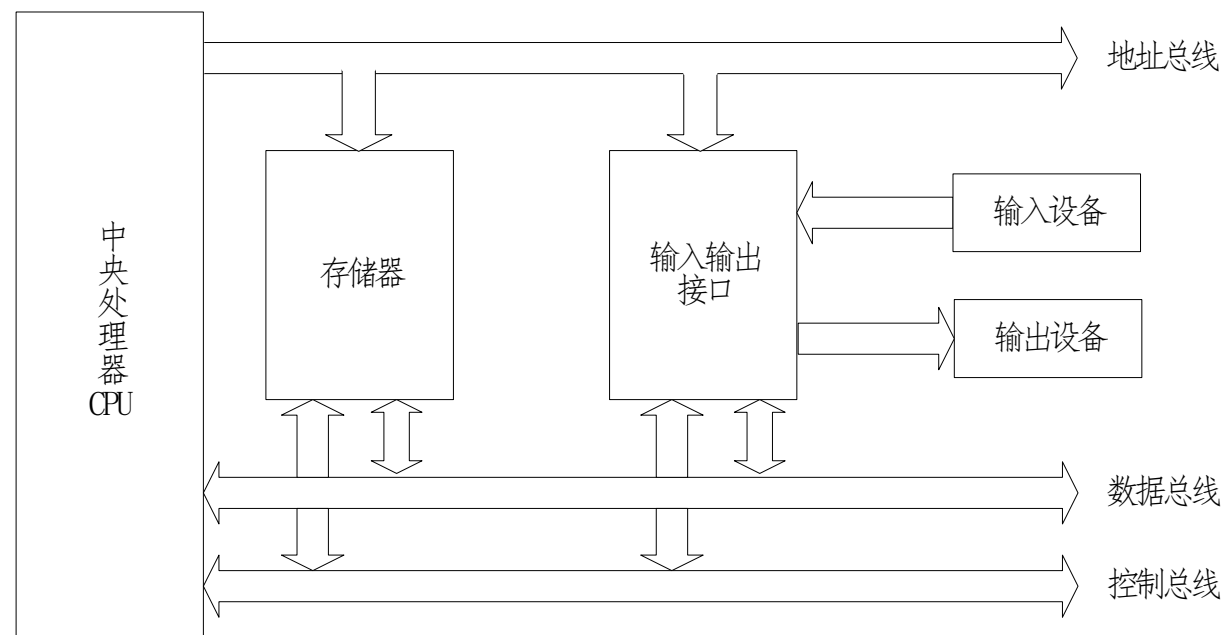 地址总线
输入设备
中央处理器
CPU
存储器
输入输出
接口
输出设备
数据总线
控制总线